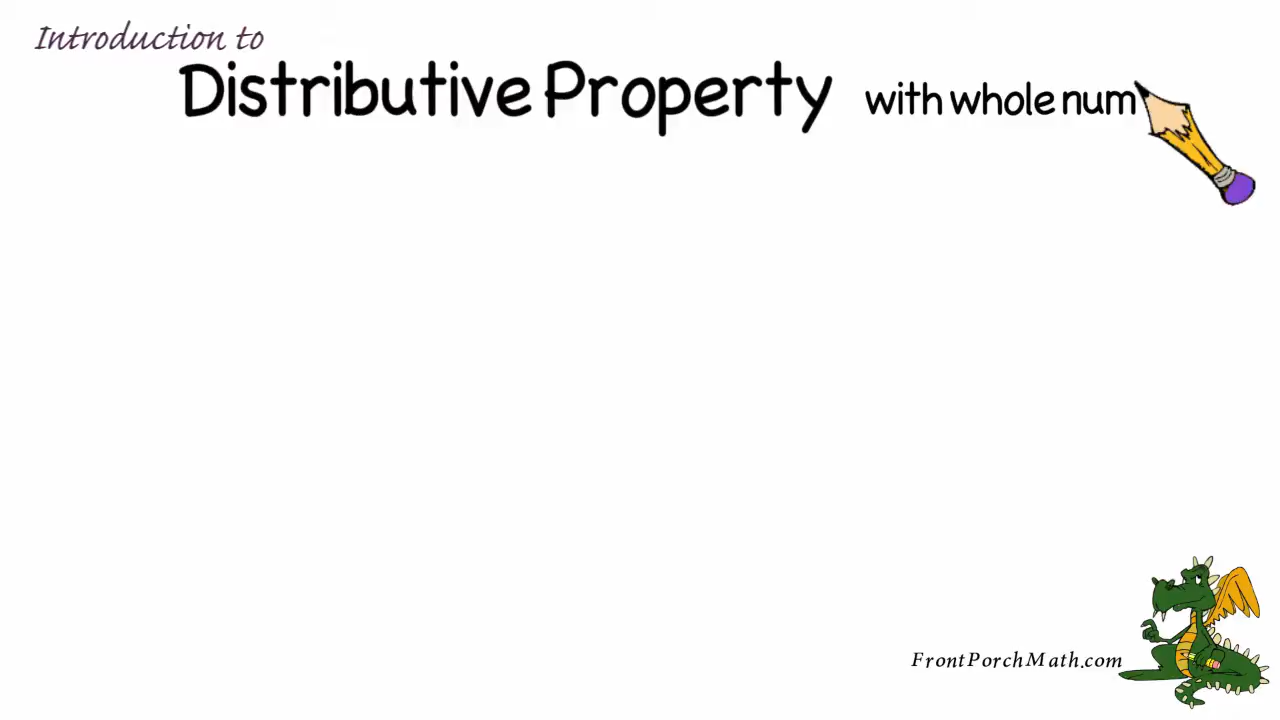 Introduction to
Distributive Property with whole num
FrontPorchMath.com